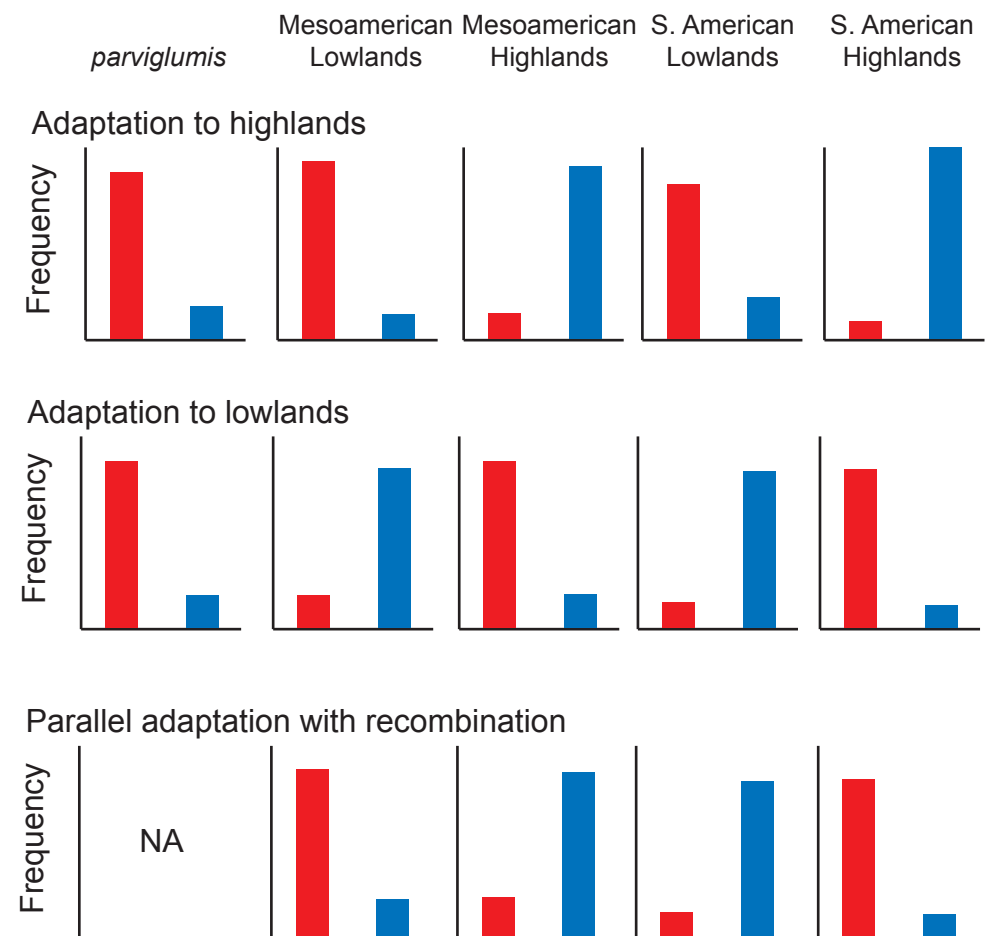 Mesoamerican Mesoamerican S. American S. American
parviglumis Lowlands Highlands Lowlands Highlands
Adaptation to highlands
Frequency
Adaptation to lowlands
Frequency
Parallel adaptation with recombination
Frequency
NA